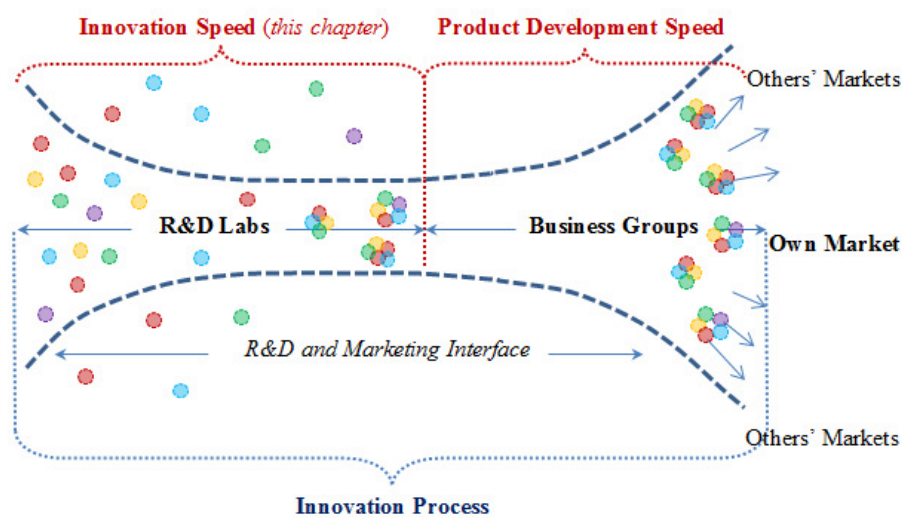 Innovation Speed (this chapter)
Product Development Speed
Others’ Markets
R&D Labs
Business Groups
Own Market
R&D and Marketing Interface
Others’ Markets
Innovation Process